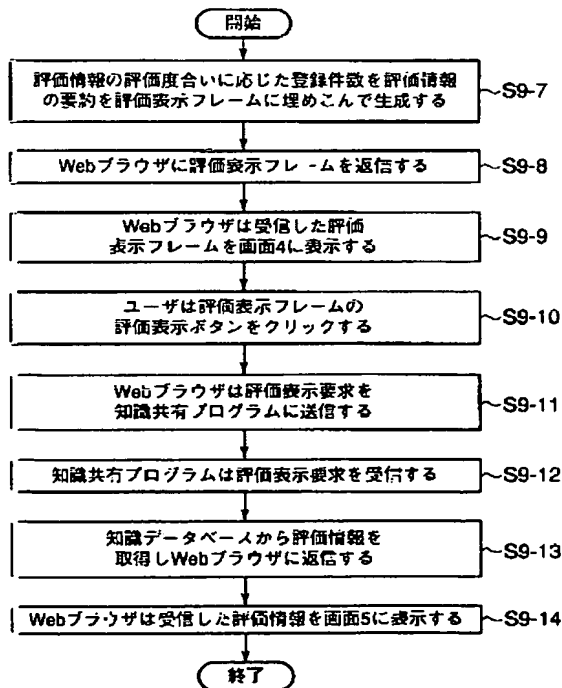 開始
評価情報の評価度合いに応じた登録件数を評価情報
の要約を評価表示フレームに埋めこんで生成する
S9-7
Webブラウザに評価表示フレームを返信する
S9-8
Webブラウザは受信した評価
表示フレームを画面4に表示する
S9-9
ユーザは評価表示フレームの
評価表示ボタンをクリックする
S9-10
Webブラウザは評価表示要求を
知識共有プログラムに送信する
S9-11
知識共有プログラムは評価表示要求を受信する
S9-12
知識データベースから評価情報を
取得しWebブラウザに返信する
S9-13
Webブラウザは受信した評価情報を画面5に表示する
S9-14
終了